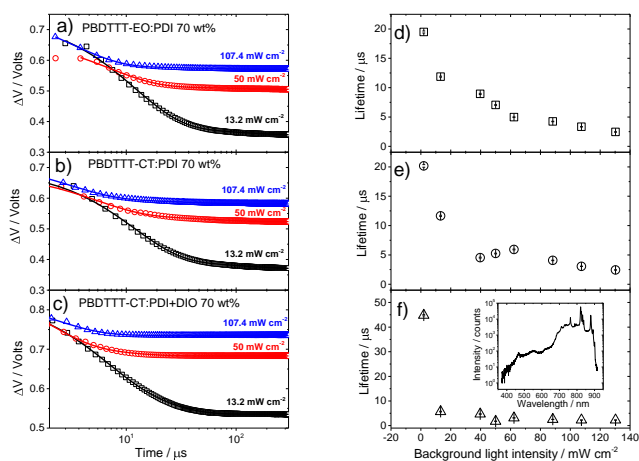 a) PBDTTT-EO:PDI 70 wt%
107.4 mW cm-2
50 mW cm-2
13.2 mW cm-2
ΔV / Volts
0.7
0.6
0.5
0.4
0.3
b) PBDTTT-CT:PDI 70 wt%
107.4 mW cm-2
50 mW cm-2
13.2 mW cm-2
ΔV / Volts
0.7
0.6
0.5
0.4
0.3
c) PBDTTT-CT:PDI+DIO 70 wt%
107.4 mW cm-2
50 mW cm-2
13.2 mW cm-2
ΔV / Volts
0.8
0.7
0.6
0.5
10¹ 10²
Time / μs
d)
Lifetime / μs
20
15
10
5
0
e)
Lifetime / μs
20
15
10
5
0
f)
Lifetime / μs
50
40
30
20
10
0
Intensity / counts
10⁵
10⁴
10³
10²
10¹
10⁰
400 500 600 700 800 900
Wavelength / nm
-20 0 20 40 60 80 100 120 140
Background light intensity / mW cm-2